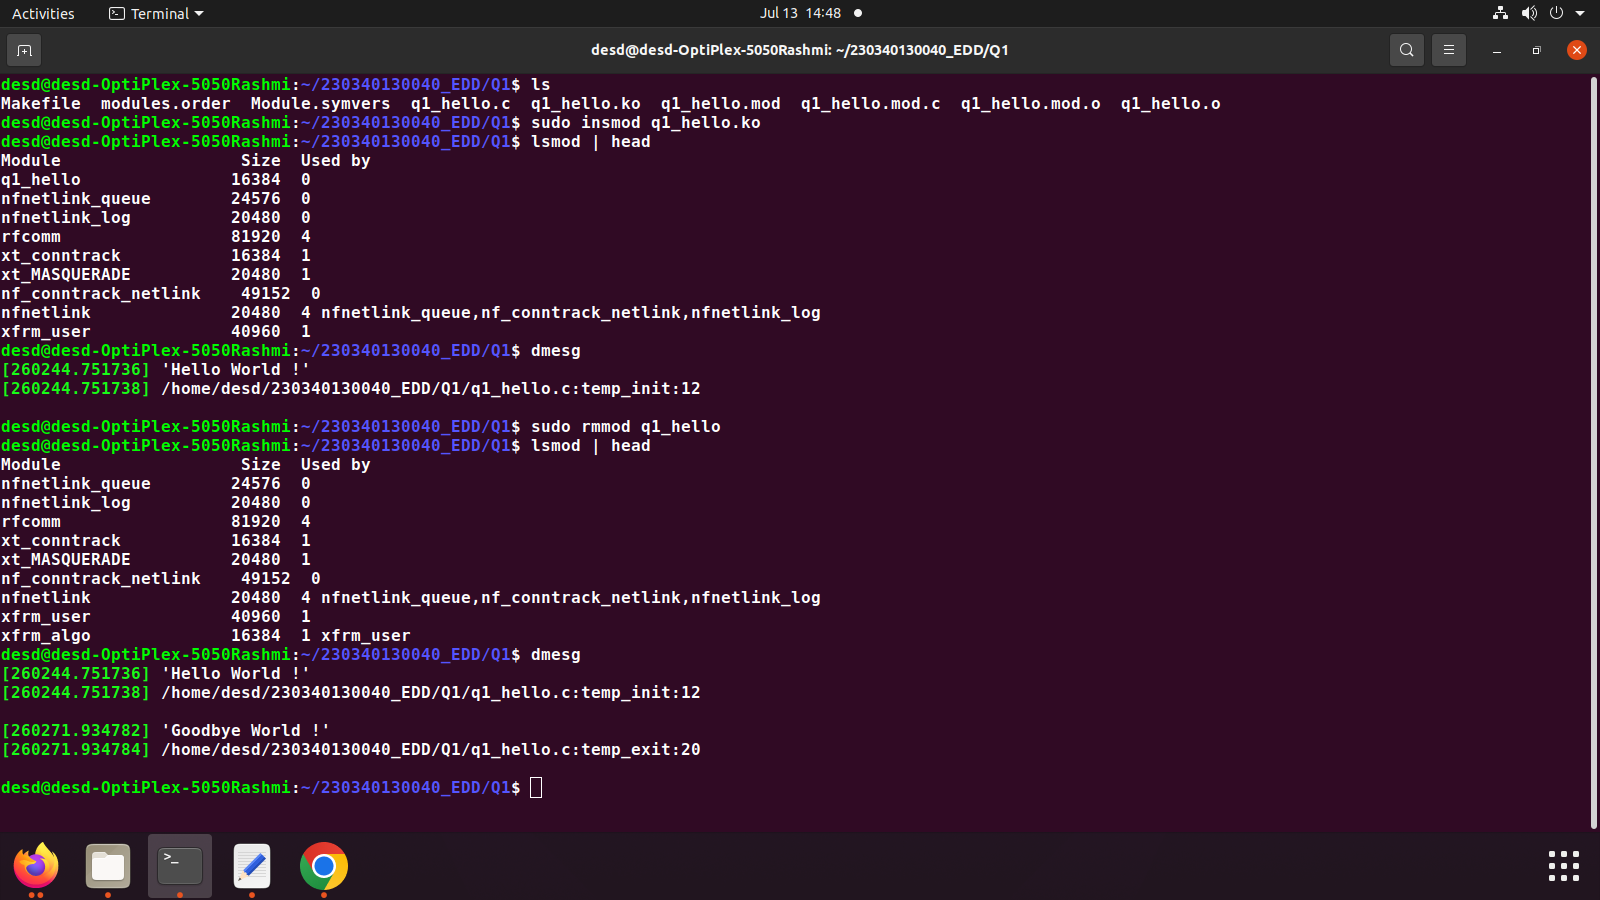 Activities Terminal Jul 13 14:48
desd@desd-OptiPlex-5050Rashmi: ~/230340130040_EDD/Q1
desd@desd-OptiPlex-5050Rashmi:~/230340130040_EDD/Q1$ ls
Makefile  modules.order  Module.symvers  q1_hello.c  q1_hello.ko  q1_hello.mod  q1_hello.mod.c  q1_hello.mod.o  q1_hello.o
desd@desd-OptiPlex-5050Rashmi:~/230340130040_EDD/Q1$ sudo insmod q1_hello.ko
desd@desd-OptiPlex-5050Rashmi:~/230340130040_EDD/Q1$ lsmod | head
Module                  Size  Used by
q1_hello               16384  0
nfnetlink_queue        24576  0
nfnetlink_log          20480  0
rfcomm                 81920  4
xt_conntrack           16384  1
xt_MASQUERADE          20480  1
nf_conntrack_netlink    49152  0
nfnetlink              20480  4 nfnetlink_queue,nf_conntrack_netlink,nfnetlink_log
xfrm_user              40960  1
desd@desd-OptiPlex-5050Rashmi:~/230340130040_EDD/Q1$ dmesg
[260244.751736] 'Hello World !'
[260244.751738] /home/desd/230340130040_EDD/Q1/q1_hello.c:temp_init:12
desd@desd-OptiPlex-5050Rashmi:~/230340130040_EDD/Q1$ sudo rmmod q1_hello
desd@desd-OptiPlex-5050Rashmi:~/230340130040_EDD/Q1$ lsmod | head
Module                  Size  Used by
nfnetlink_queue        24576  0
nfnetlink_log          20480  0
rfcomm                 81920  4
xt_conntrack           16384  1
xt_MASQUERADE          20480  1
nf_conntrack_netlink    49152  0
nfnetlink              20480  4 nfnetlink_queue,nf_conntrack_netlink,nfnetlink_log
xfrm_user              40960  1
xfrm_algo              16384  1 xfrm_user
desd@desd-OptiPlex-5050Rashmi:~/230340130040_EDD/Q1$ dmesg
[260244.751736] 'Hello World !'
[260244.751738] /home/desd/230340130040_EDD/Q1/q1_hello.c:temp_init:12
[260271.934782] 'Goodbye World !'
[260271.934784] /home/desd/230340130040_EDD/Q1/q1_hello.c:temp_exit:20
desd@desd-OptiPlex-5050Rashmi:~/230340130040_EDD/Q1$